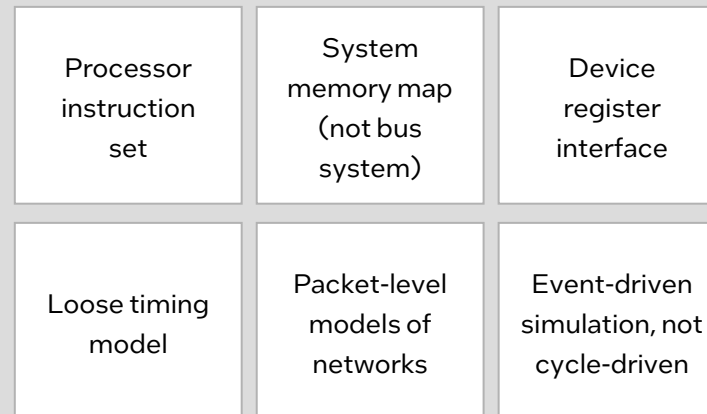 Processor
instruction
set
System
memory map
(not bus
system)
Device
register
interface
Loose timing
model
Packet-level
models of
networks
Event-driven
simulation, not
cycle-driven